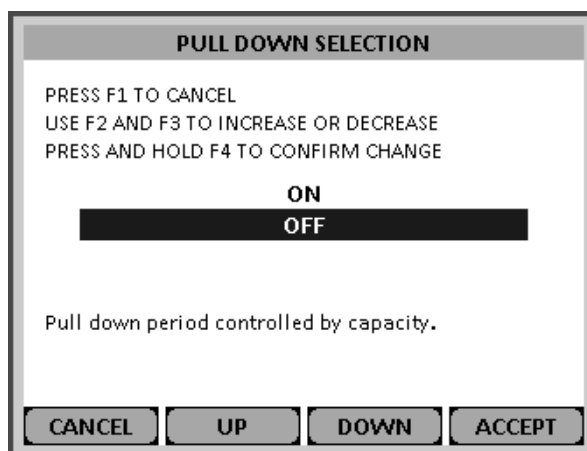 PULL DOWN SELECTION
PRESS F1 TO CANCEL
USE F2 AND F3 TO INCREASE OR DECREASE
PRESS AND HOLD F4 TO CONFIRM CHANGE
ON
OFF
Pull down period controlled by capacity.
CANCEL UP DOWN ACCEPT